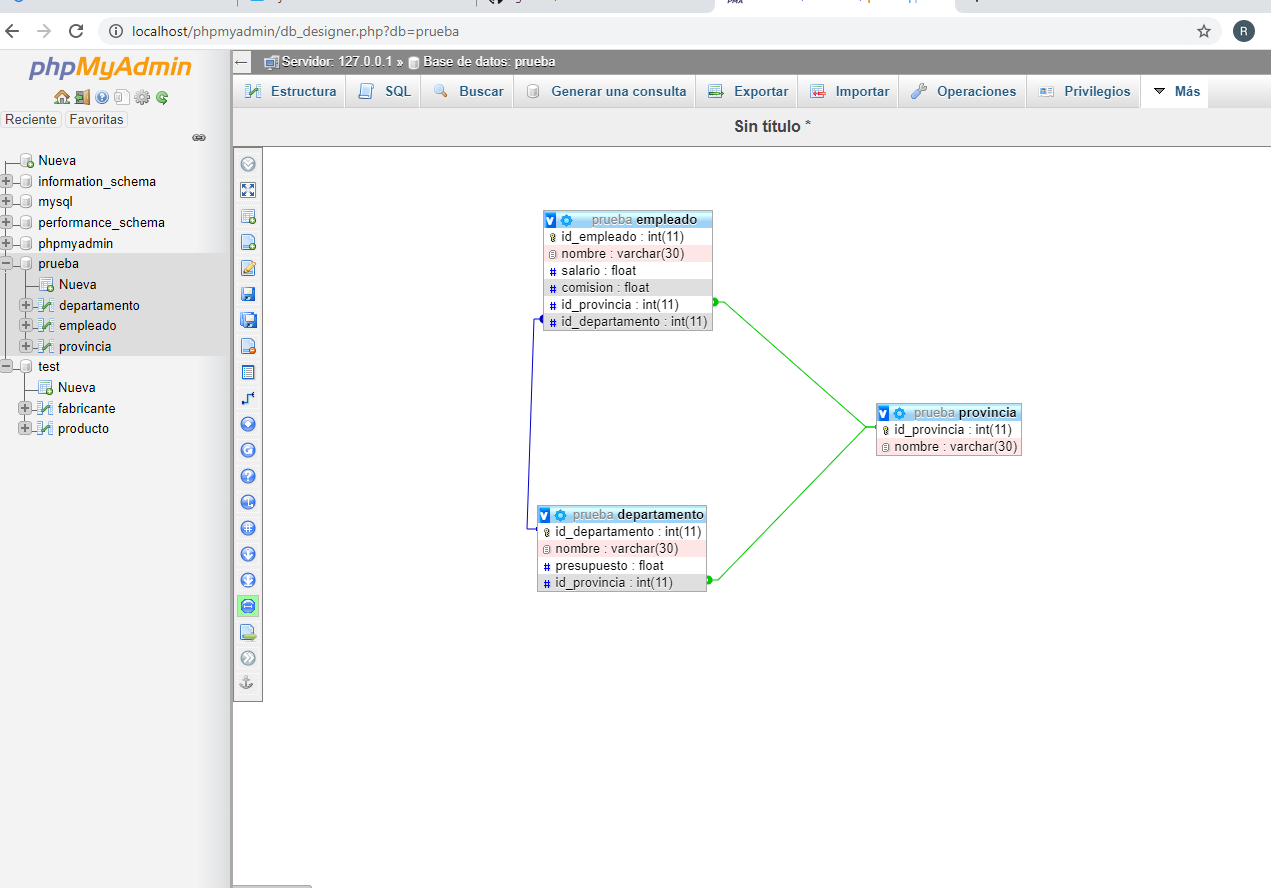 localhost/phpmyadmin/db_designer.php?db=prueba
R
phpMyAdmin
Reciente Favoritas
Nueva
information_schema
mysql
performance_schema
phpmyadmin
prueba
Nueva
departamento
empleado
provincia
test
Nueva
fabricante
producto
Servidor: 127.0.0.1 » Base de datos: prueba
Estructura SQL Buscar Generar una consulta Exportar Importar Operaciones Privilegios Más
Sin título *
prueba empleado
id_empleado : int(11)
nombre : varchar(30)
salario : float
comision : float
id_provincia : int(11)
id_departamento : int(11)
prueba provincia
id_provincia : int(11)
nombre : varchar(30)
prueba departamento
id_departamento : int(11)
nombre : varchar(30)
presupuesto : float
id_provincia : int(11)